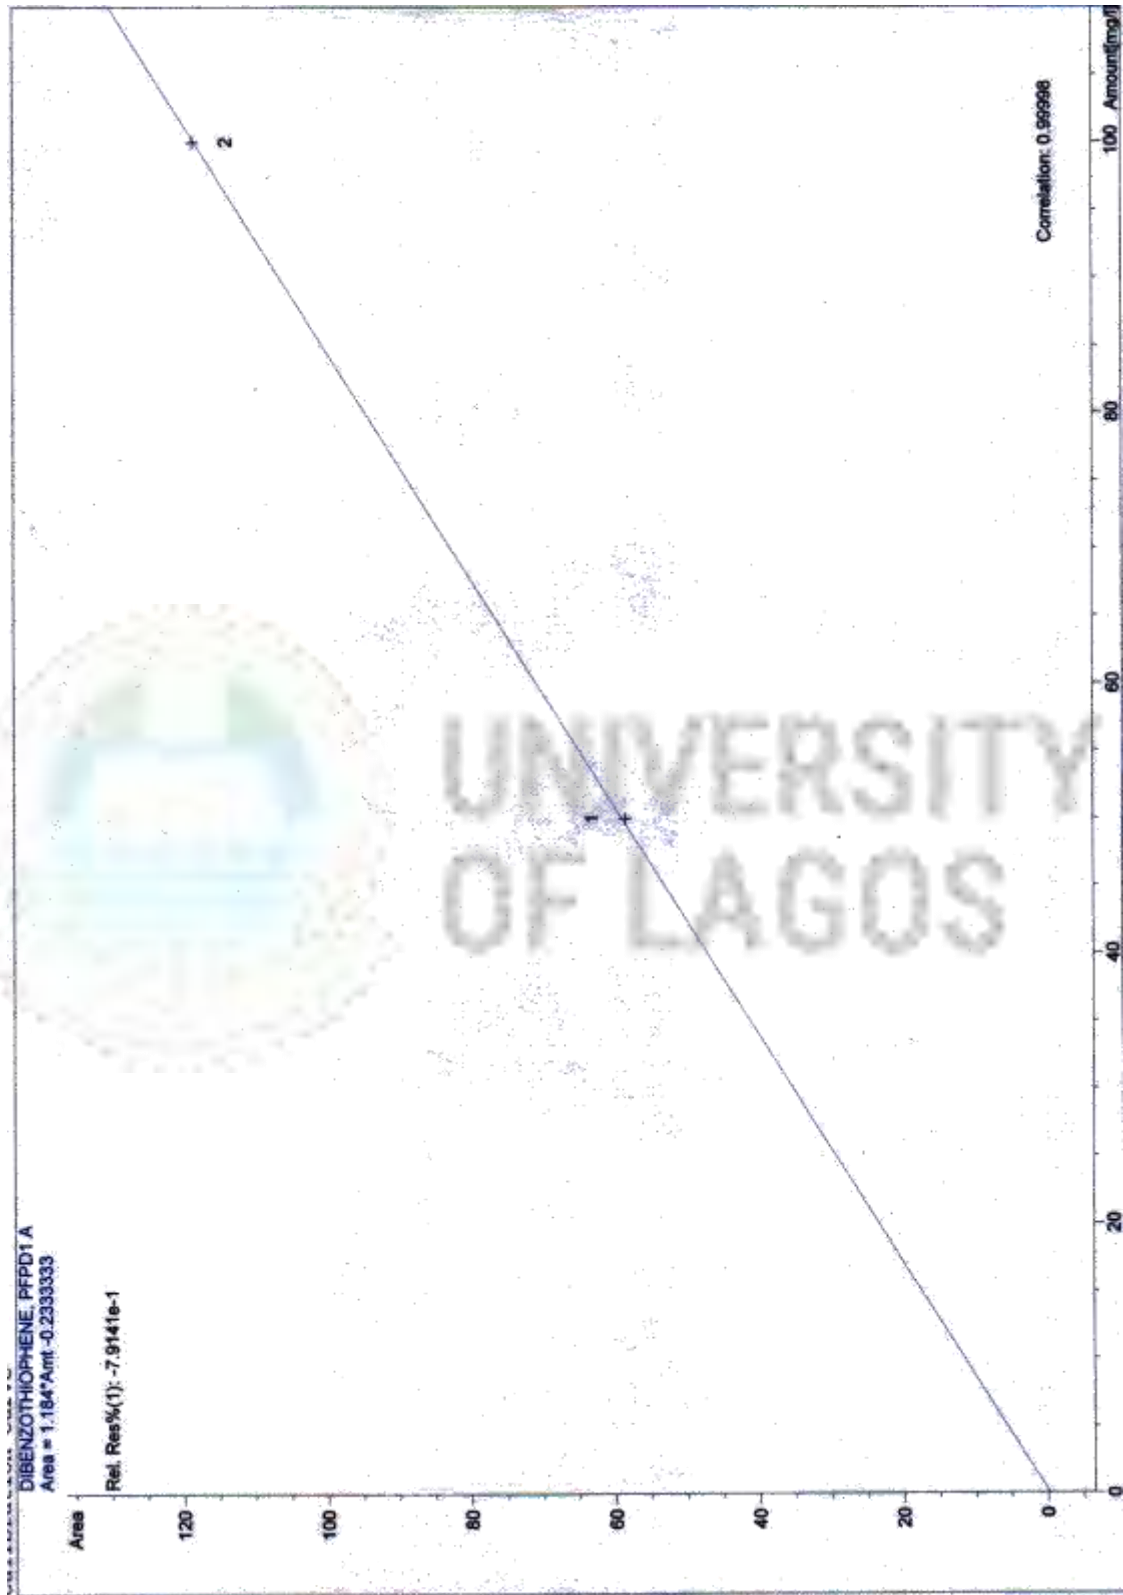 DIBENZOTHIOPHENE, PFPD1 A
Area = 1.184*Amt -0.2333333
Rel. Res%(1): -7.9141e-1
Area
120
100
80
60
40
20
0
1
2
Correlation: 0.99998
0
20
40
60
80
100
Amount[mg/l]
UNIVERSITY
OF LAGOS